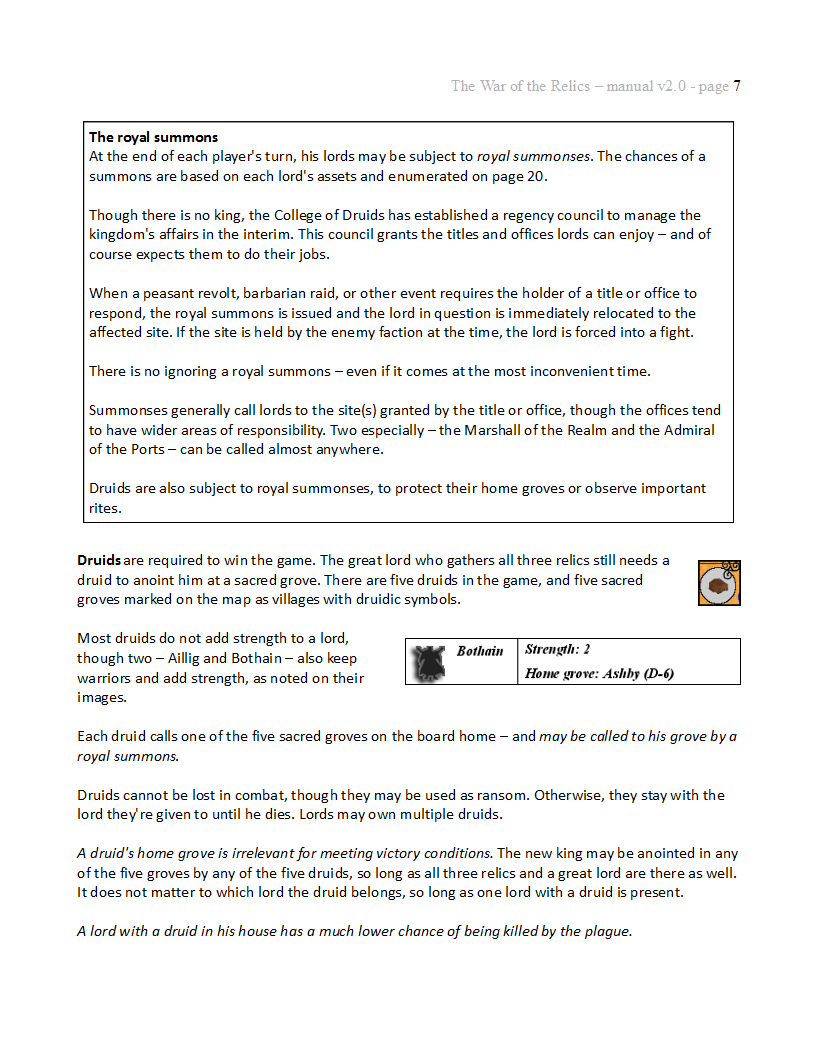 The War of the Relics – manual v2.0 - page 7
The royal summons
At the end of each player's turn, his lords may be subject to royal summonses. The chances of a
summons are based on each lord's assets and enumerated on page 20.
Though there is no king, the College of Druids has established a regency council to manage the
kingdom's affairs in the interim. This council grants the titles and offices lords can enjoy – and of
course expects them to do their jobs.
When a peasant revolt, barbarian raid, or other event requires the holder of a title or office to
respond, the royal summons is issued and the lord in question is immediately relocated to the
affected site. If the site is held by the enemy faction at the time, the lord is forced into a fight.
There is no ignoring a royal summons – even if it comes at the most inconvenient time.
Summonses generally call lords to the site(s) granted by the title or office, though the offices tend
to have wider areas of responsibility. Two especially – the Marshall of the Realm and the Admiral
of the Ports – can be called almost anywhere.
Druids are also subject to royal summonses, to protect their home groves or observe important
rites.
Druids are required to win the game. The great lord who gathers all three relics still needs a
druid to anoint him at a sacred grove. There are five druids in the game, and five sacred
groves marked on the map as villages with druidic symbols.
Most druids do not add strength to a lord,
though two – Aillig and Bothain – also keep
warriors and add strength, as noted on their
images.
Bothain
Strength: 2
Home grove: Ashby (D-6)
Each druid calls one of the five sacred groves on the board home – and may be called to his grove by a
royal summons.
Druids cannot be lost in combat, though they may be used as ransom. Otherwise, they stay with the
lord they're given to until he dies. Lords may own multiple druids.
A druid's home grove is irrelevant for meeting victory conditions. The new king may be anointed in any
of the five groves by any of the five druids, so long as all three relics and a great lord are there as well.
It does not matter to which lord the druid belongs, so long as one lord with a druid is present.
A lord with a druid in his house has a much lower chance of being killed by the plague.